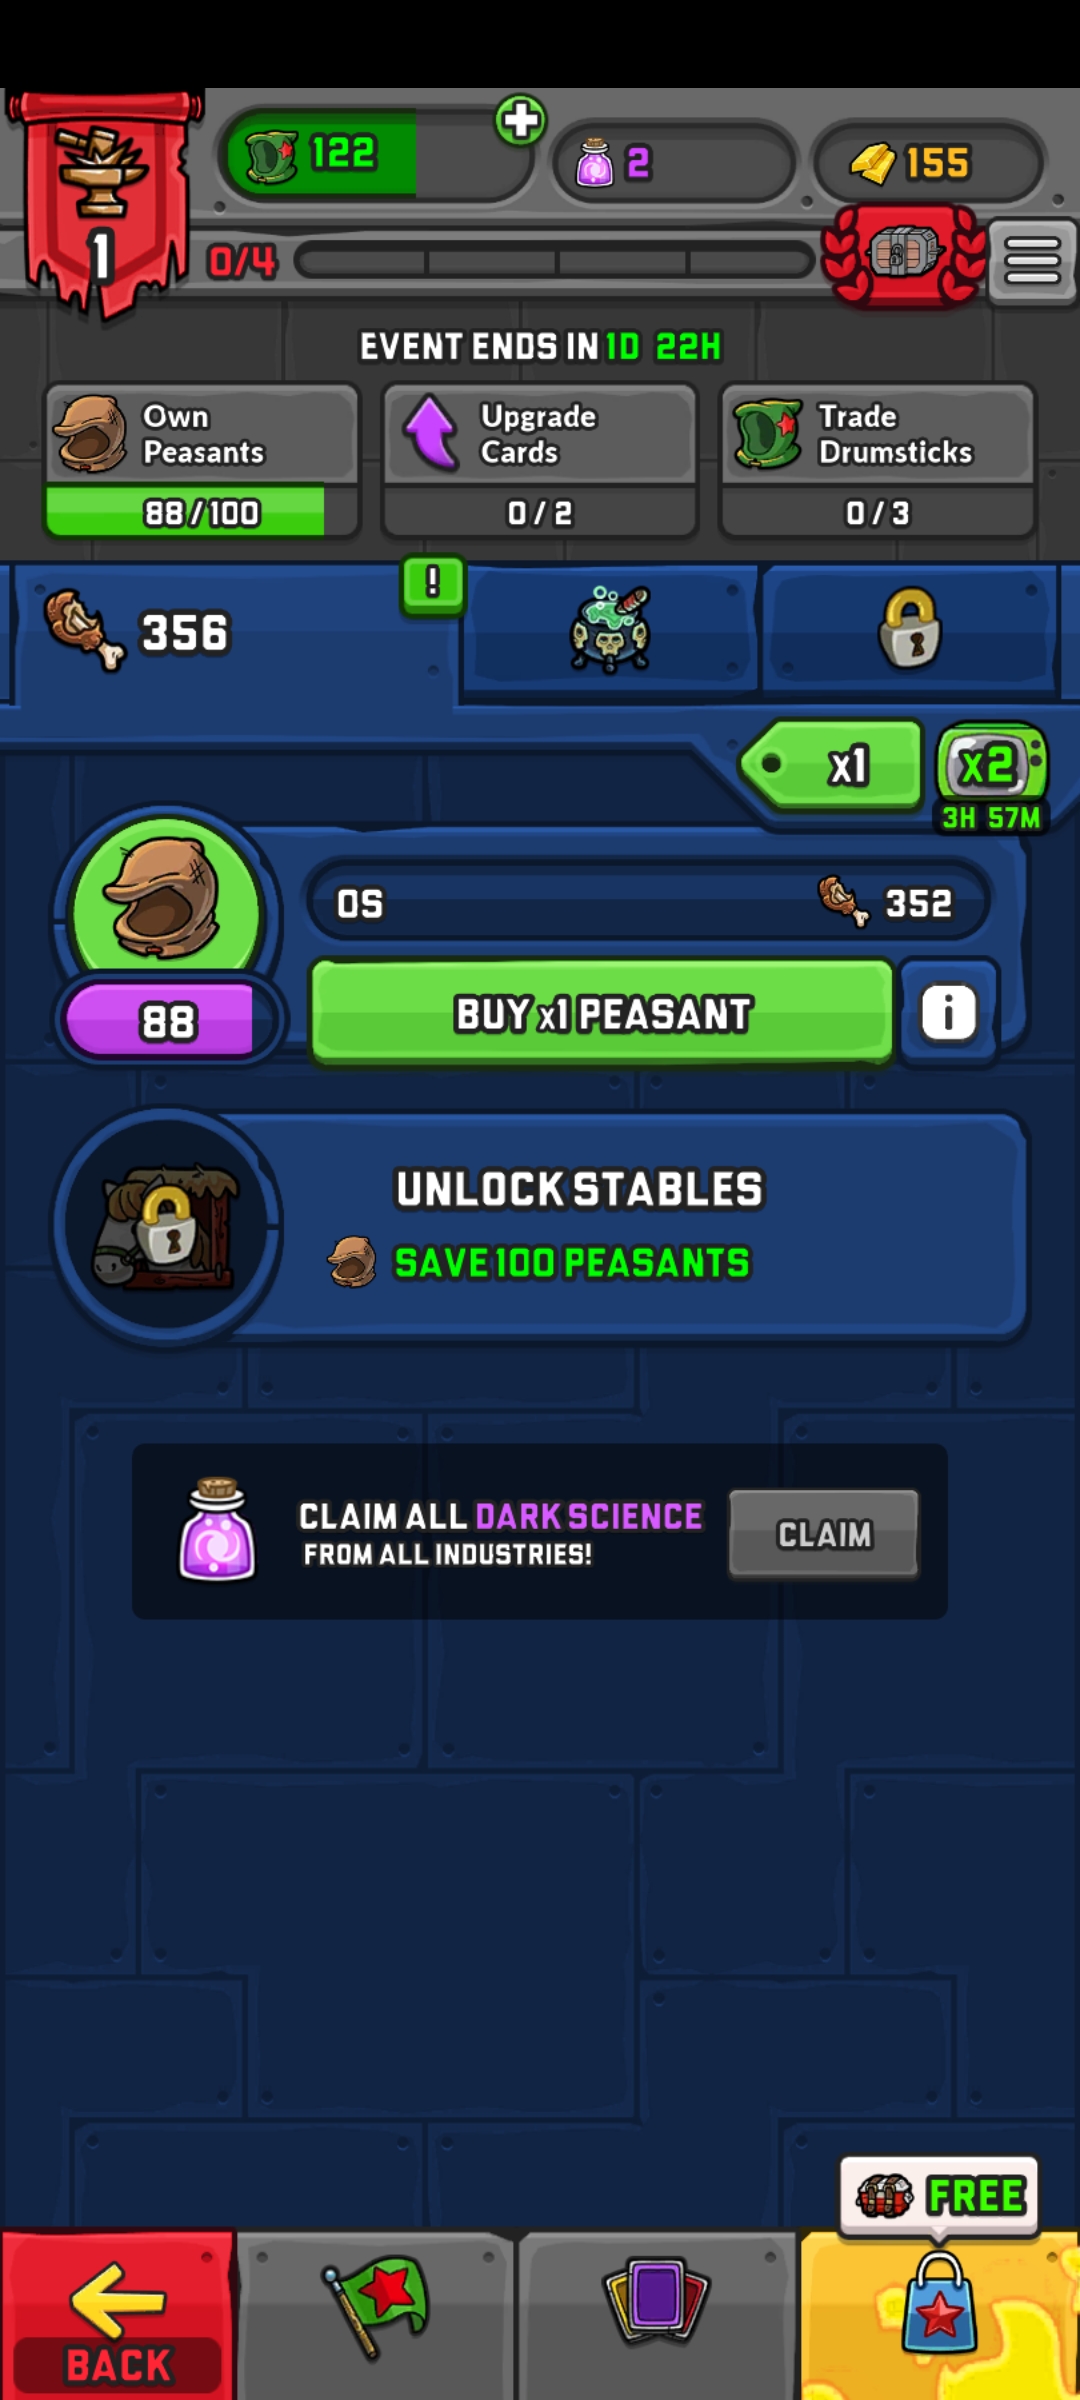 122
2
155
1
0/4
EVENT ENDS IN 1D 22H
Own
Peasants
88/100
Upgrade
Cards
0/2
Trade
Drumsticks
0/3
356
!
x1
x2
3H 57M
0S
352
88
BUY x1 PEASANT
i
UNLOCK STABLES
SAVE 100 PEASANTS
CLAIM ALL DARK SCIENCE
FROM ALL INDUSTRIES!
CLAIM
FREE
BACK